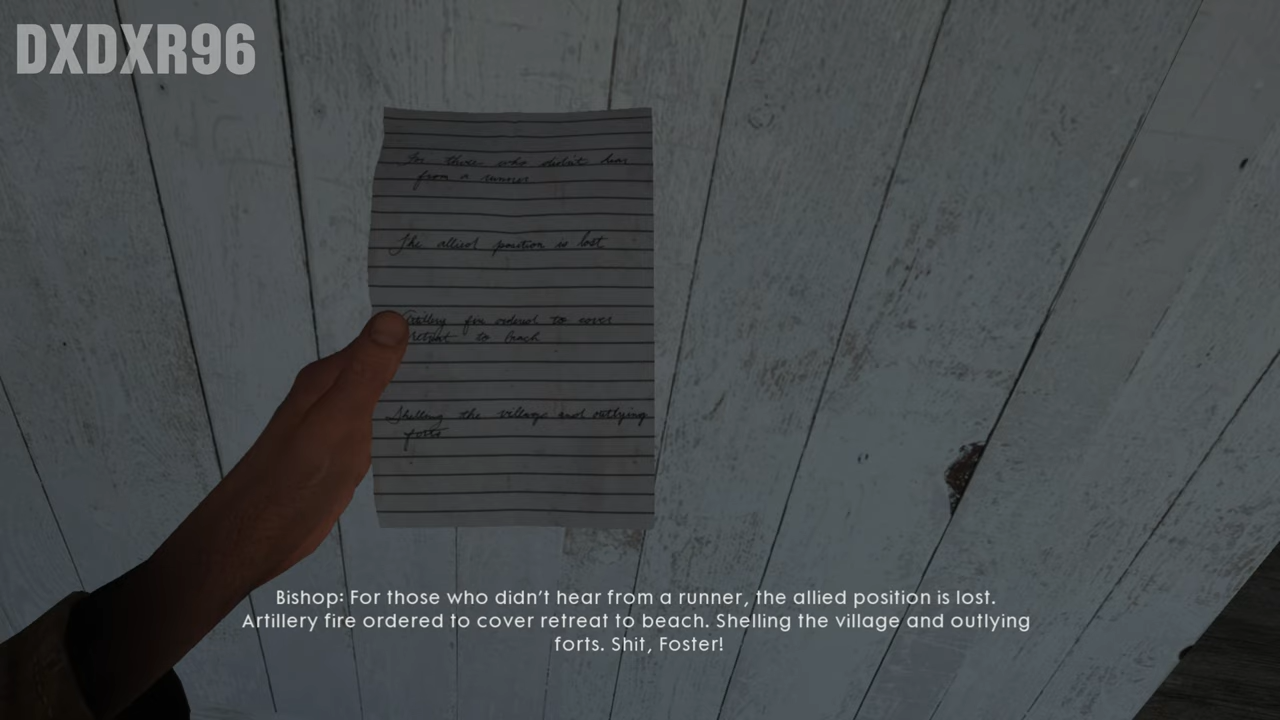 DXDXR96
For those who didn't hear
from a runner
The allied position is lost
Artillery fire ordered to cover
retreat to beach
Shelling the village and outlying
forts
Bishop: For those who didn't hear from a runner, the allied position is lost.
Artillery fire ordered to cover retreat to beach. Shelling the village and outlying
forts. Shit, Foster!